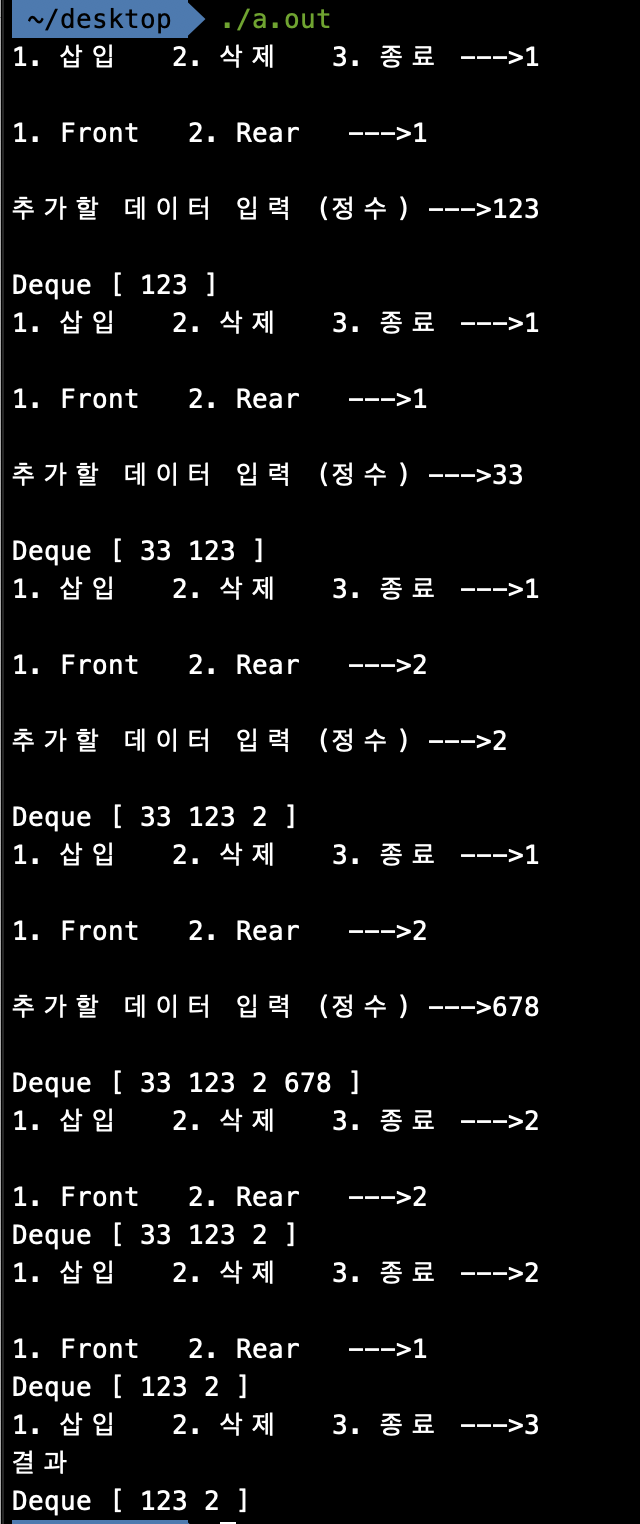 ~/desktop ./a.out
1. 삽입   2. 삭제   3. 종료 --->1
1. Front   2. Rear   --->1
추가할 데이터 입력 (정수) --->123
Deque [ 123 ]
1. 삽입   2. 삭제   3. 종료 --->1
1. Front   2. Rear   --->1
추가할 데이터 입력 (정수) --->33
Deque [ 33 123 ]
1. 삽입   2. 삭제   3. 종료 --->1
1. Front   2. Rear   --->2
추가할 데이터 입력 (정수) --->2
Deque [ 33 123 2 ]
1. 삽입   2. 삭제   3. 종료 --->1
1. Front   2. Rear   --->2
추가할 데이터 입력 (정수) --->678
Deque [ 33 123 2 678 ]
1. 삽입   2. 삭제   3. 종료 --->2
1. Front   2. Rear   --->2
Deque [ 33 123 2 ]
1. 삽입   2. 삭제   3. 종료 --->2
1. Front   2. Rear   --->1
Deque [ 123 2 ]
1. 삽입   2. 삭제   3. 종료 --->3
결과
Deque [ 123 2 ]